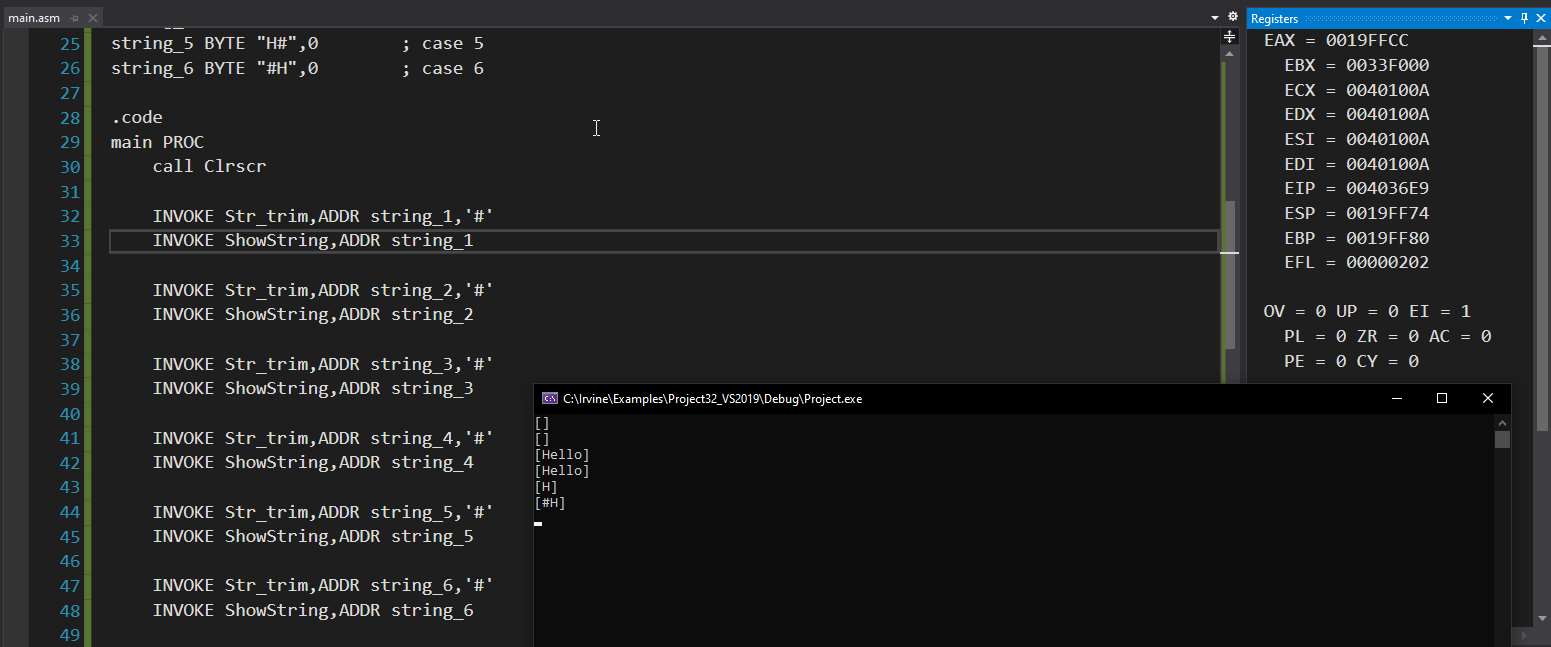 main.asm
Registers
25 string_5 BYTE "H#",0 ; case 5
26 string_6 BYTE "#H",0 ; case 6
27
28 .code
29 main PROC
30 call Clrscr
31
32 INVOKE Str_trim,ADDR string_1,'#'
33 INVOKE ShowString,ADDR string_1
34
35 INVOKE Str_trim,ADDR string_2,'#'
36 INVOKE ShowString,ADDR string_2
37
38 INVOKE Str_trim,ADDR string_3,'#'
39 INVOKE ShowString,ADDR string_3
40
41 INVOKE Str_trim,ADDR string_4,'#'
42 INVOKE ShowString,ADDR string_4
43
44 INVOKE Str_trim,ADDR string_5,'#'
45 INVOKE ShowString,ADDR string_5
46
47 INVOKE Str_trim,ADDR string_6,'#'
48 INVOKE ShowString,ADDR string_6
49
EAX = 0019FFCC
EBX = 0033F000
ECX = 0040100A
EDX = 0040100A
ESI = 0040100A
EDI = 0040100A
EIP = 004036E9
ESP = 0019FF74
EBP = 0019FF80
EFL = 00000202
OV = 0 UP = 0 EI = 1
PL = 0 ZR = 0 AC = 0
PE = 0 CY = 0
C:\Irvine\Examples\Project32_VS2019\Debug\Project.exe
[]
[]
[Hello]
[Hello]
[H]
[#H]